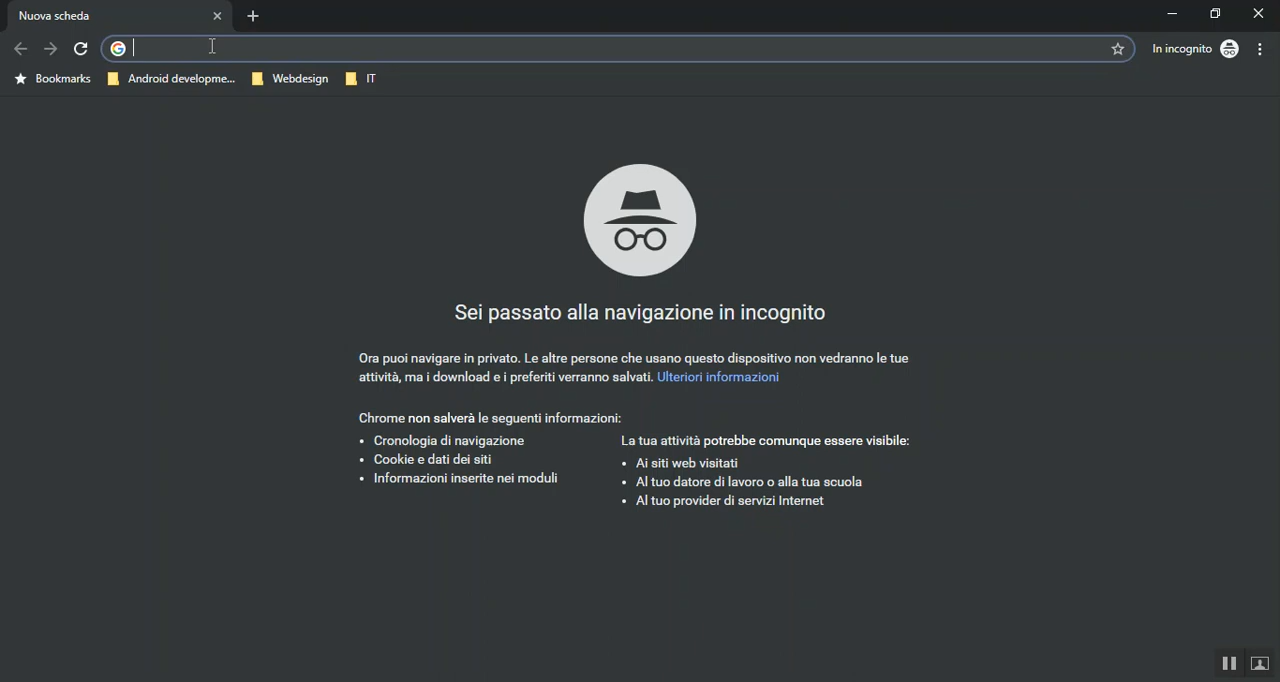 Nuova scheda
In incognito
Bookmarks
Android developme...
Webdesign
IT
Sei passato alla navigazione in incognito
Ora puoi navigare in privato. Le altre persone che usano questo dispositivo non vedranno le tue
attività, ma i download e i preferiti verranno salvati. Ulteriori informazioni
Chrome non salverà le seguenti informazioni:
• Cronologia di navigazione
• Cookie e dati dei siti
• Informazioni inserite nei moduli
La tua attività potrebbe comunque essere visibile:
• Ai siti web visitati
• Al tuo datore di lavoro o alla tua scuola
• Al tuo provider di servizi Internet